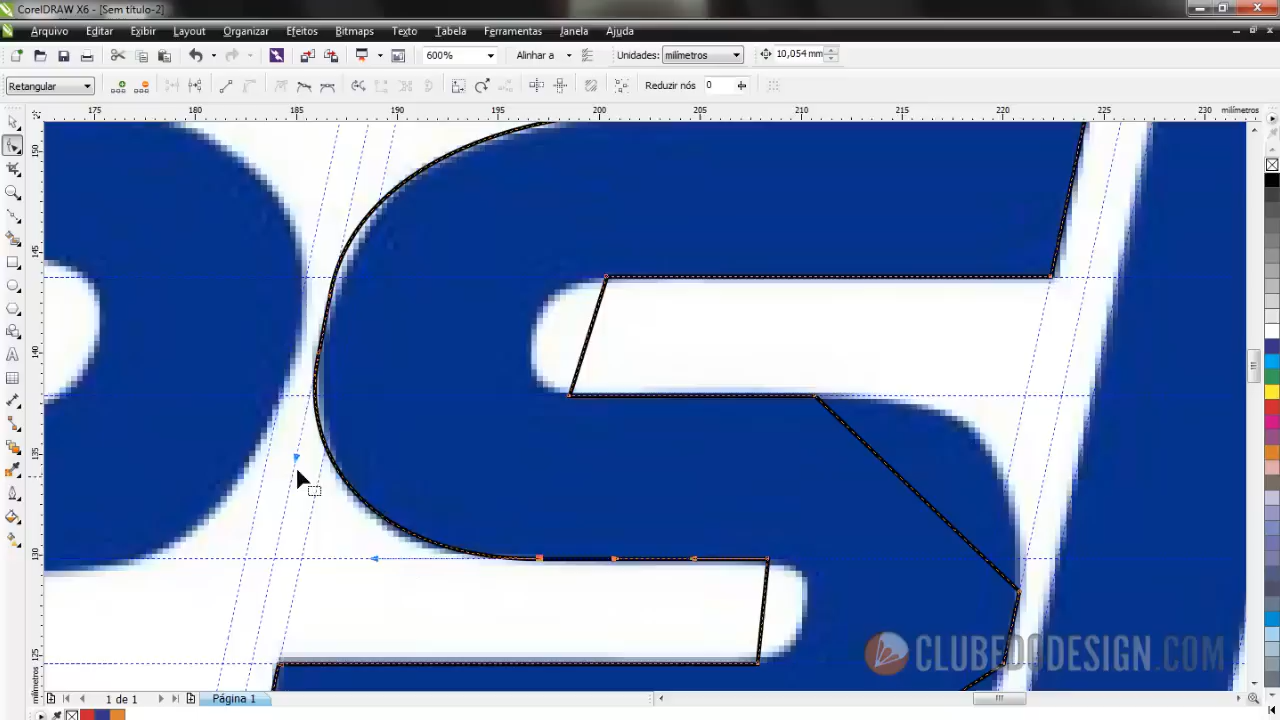 CorelDRAW X6 - [Sem título-2]
Arquivo Editar Exibir Layout Organizar Efeitos Bitmaps Texto Tabela Ferramentas Janela Ajuda
600% Alinhar a Unidades: milímetros 10,054 mm
Retangular Reduzir nós 0
175 180 185 190 195 200 205 210 215 220 225 230 milímetros
150
145
140
135
130
125
milímetros
CLUBEDODESIGN.COM
1 de 1 Página 1